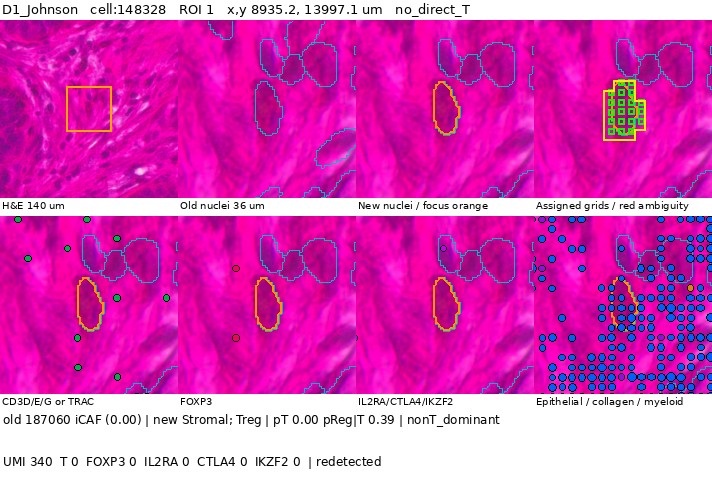 D1_Johnson cell:148328 ROI 1 x,y 8935.2, 13997.1 um no_direct_T
H&E 140 um
Old nuclei 36 um
New nuclei / focus orange
Assigned grids / red ambiguity
CD3D/E/G or TRAC
FOXP3
IL2RA/CTLA4/IKZF2
Epithelial / collagen / myeloid
old 187060 iCAF (0.00) | new Stromal; Treg | pT 0.00 pReg|T 0.39 | nonT_dominant
UMI 340 T 0 FOXP3 0 IL2RA 0 CTLA4 0 IKZF2 0 | redetected